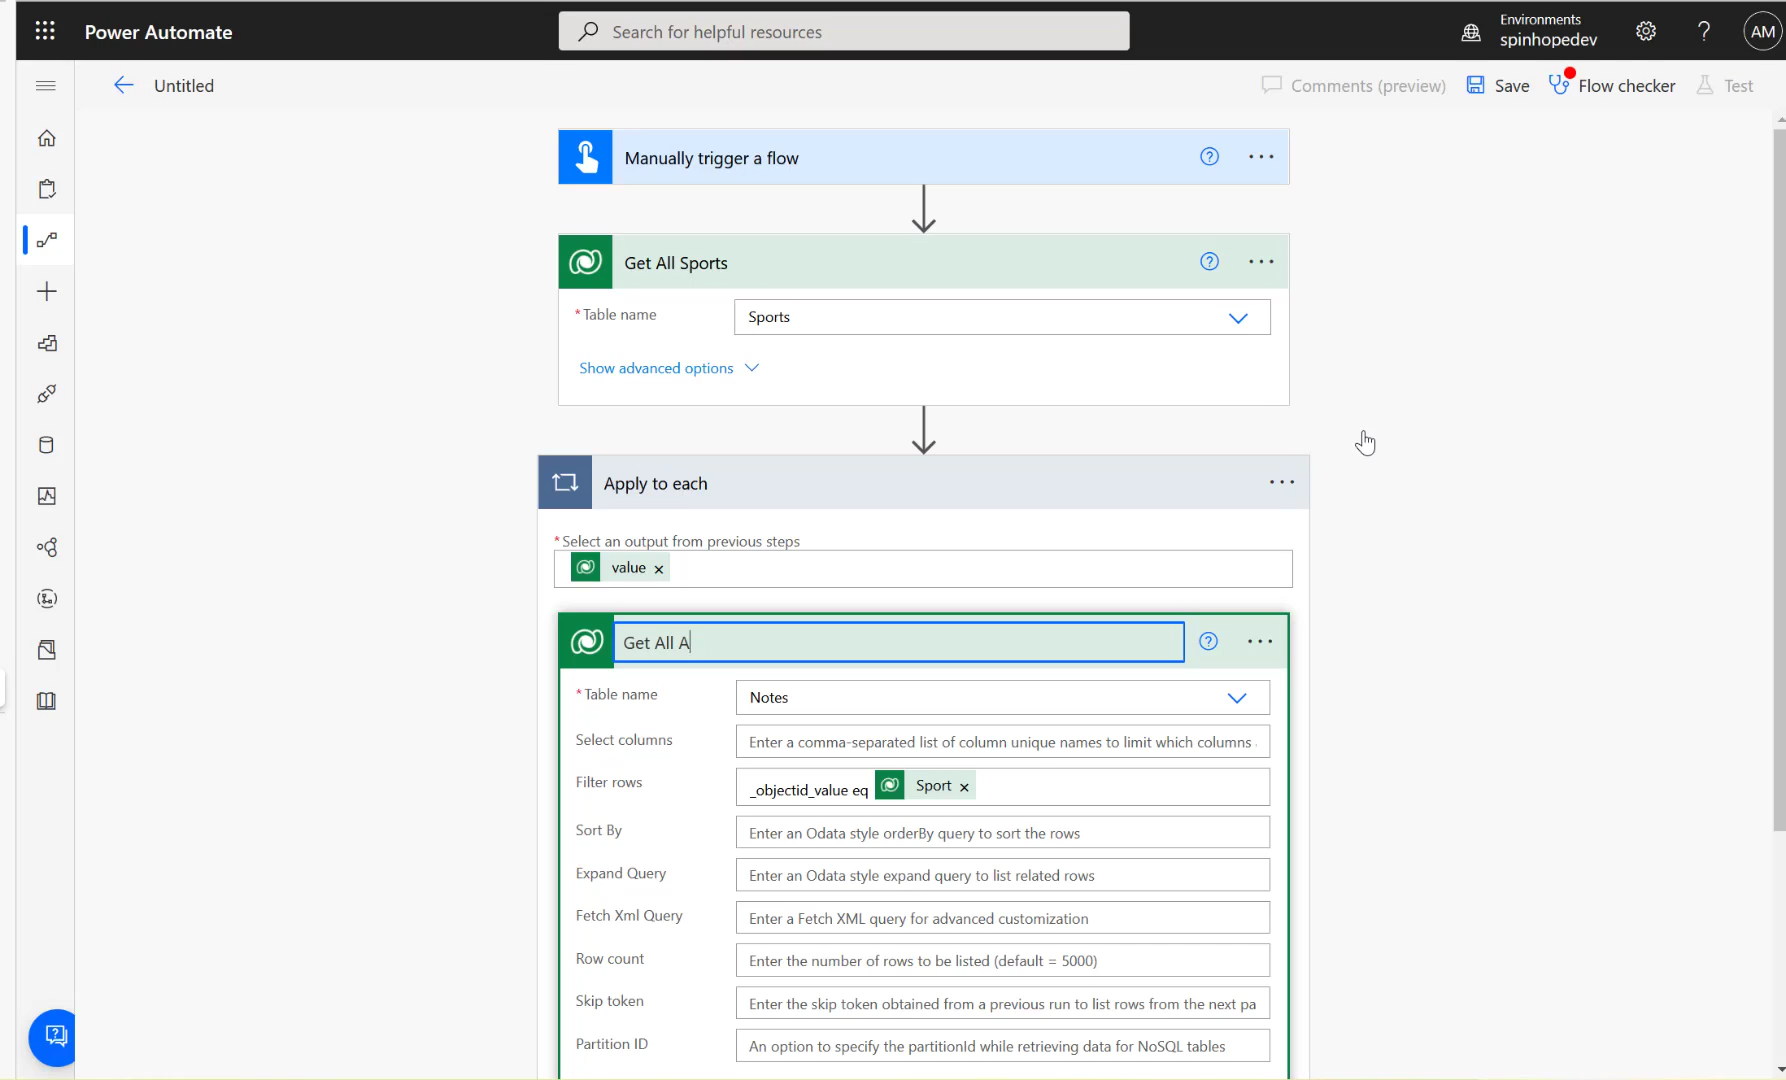 Power Automate
Search for helpful resources
Environments
spinhopedev
?
AM
Untitled
Comments (preview)
Save
Flow checker
Test
Manually trigger a flow
?
Get All Sports
?
*Table name
Sports
Show advanced options
Apply to each
*Select an output from previous steps
value ×
Get All A
?
*Table name
Notes
Select columns
Enter a comma-separated list of column unique names to limit which columns
Filter rows
_objectid_value eq Sport ×
Sort By
Enter an Odata style orderBy query to sort the rows
Expand Query
Enter an Odata style expand query to list related rows
Fetch Xml Query
Enter a Fetch XML query for advanced customization
Row count
Enter the number of rows to be listed (default = 5000)
Skip token
Enter the skip token obtained from a previous run to list rows from the next pa
Partition ID
An option to specify the partitionId while retrieving data for NoSQL tables